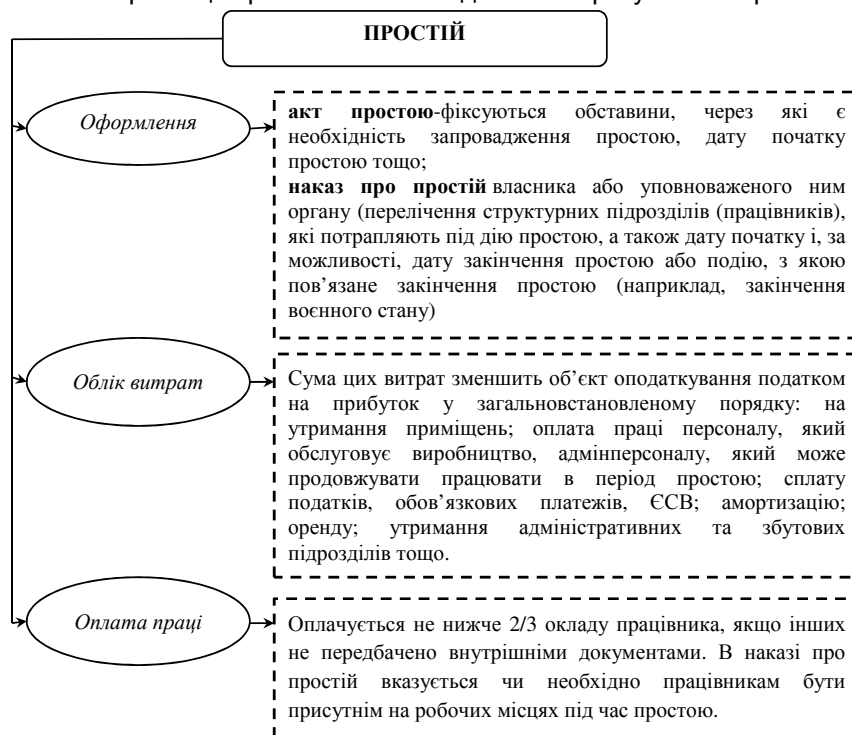 ПРОСТІЙ
Оформлення
акт простою-фіксуються обставини, через які є
необхідність запровадження простою, дату початку
простою тощо;
наказ про простій власника або уповноваженого ним
органу (перелічення структурних підрозділів (працівників),
які потрапляють під дію простою, а також дату початку і, за
можливості, дату закінчення простою або подію, з якою
пов’язане закінчення простою (наприклад, закінчення
воєнного стану)
Облік витрат
Сума цих витрат зменшить об’єкт оподаткування податком
на прибуток у загальновстановленому порядку: на
утримання приміщень; оплата праці персоналу, який
обслуговує виробництво, адмінперсоналу, який може
продовжувати працювати в період простою; сплату
податків, обов’язкових платежів, ЄСВ; амортизацію;
оренду; утримання адміністративних та збутових
підрозділів тощо.
Оплата праці
Оплачується не нижче 2/3 окладу працівника, якщо інших
не передбачено внутрішніми документами. В наказі про
простій вказується чи необхідно працівникам бути
присутнім на робочих місцях під час простою.